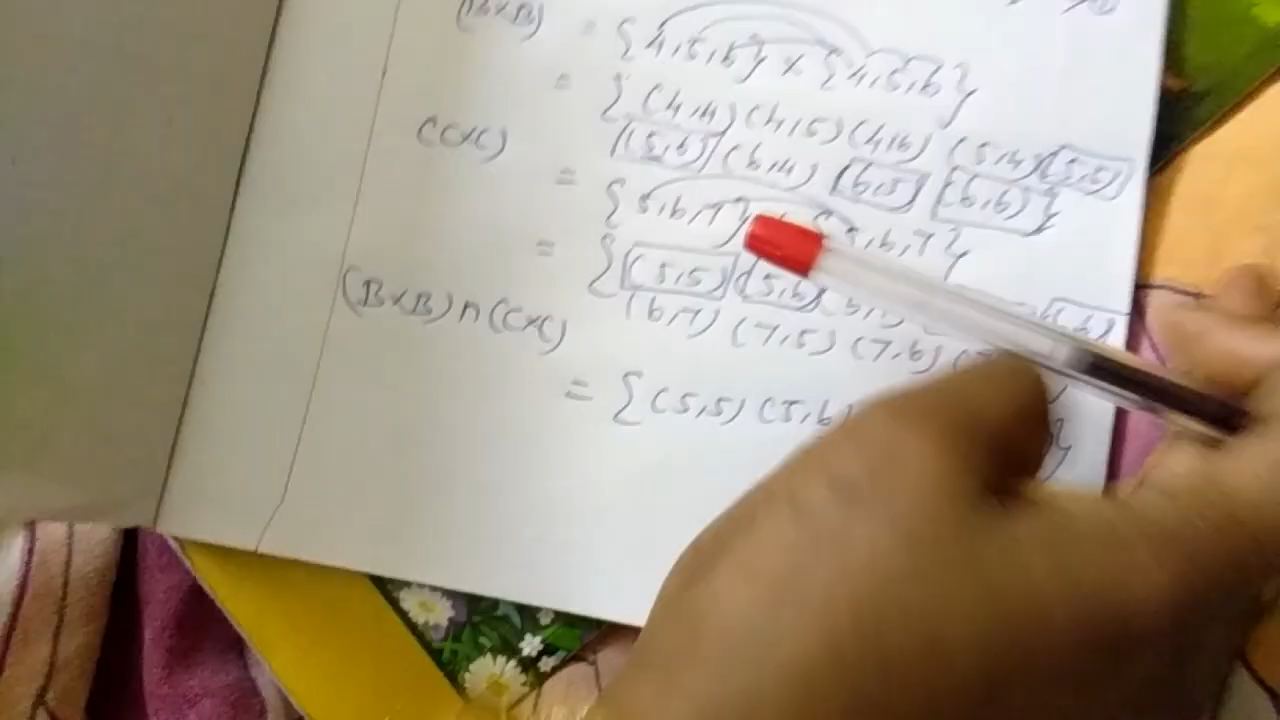 (B×B) = {4,5,6} × {4,5,6}
= {(4,4) (4,5) (4,6) (5,4) (5,5)
(5,6) (6,4) (6,5) (6,6)}
(C×C) = {5,6,7} {5,6,7}
= {(5,5) (5,6)
(6,7) (7,5) (7,6)
(B×B) ∩ (C×C)
= {(5,5) (5,6) }